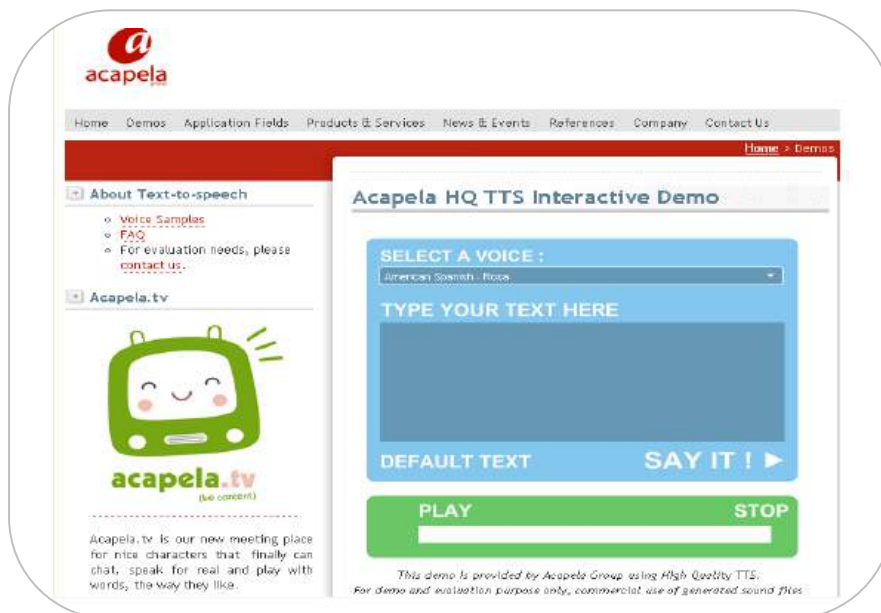 a
acapela
group
Home Demos Application Fields Products & Services News & Events References Company Contact Us
Home > Demos
About Text-to-speech
Voice Samples
FAQ
For evaluation needs, please
contact us.
Acapela.tv
acapela.tv
(be content)
Acapela.tv is our new meeting place
for nice characters that finally can
chat, speak for real and play with
words, the way they like.
Acapela HQ TTS Interactive Demo
SELECT A VOICE :
American Spanish - Rosa
TYPE YOUR TEXT HERE
DEFAULT TEXT SAY IT ! ►
PLAY STOP
This demo is provided by Acapela Group using High Quality TTS.
For demo and evaluation purpose only, commercial use of generated sound files